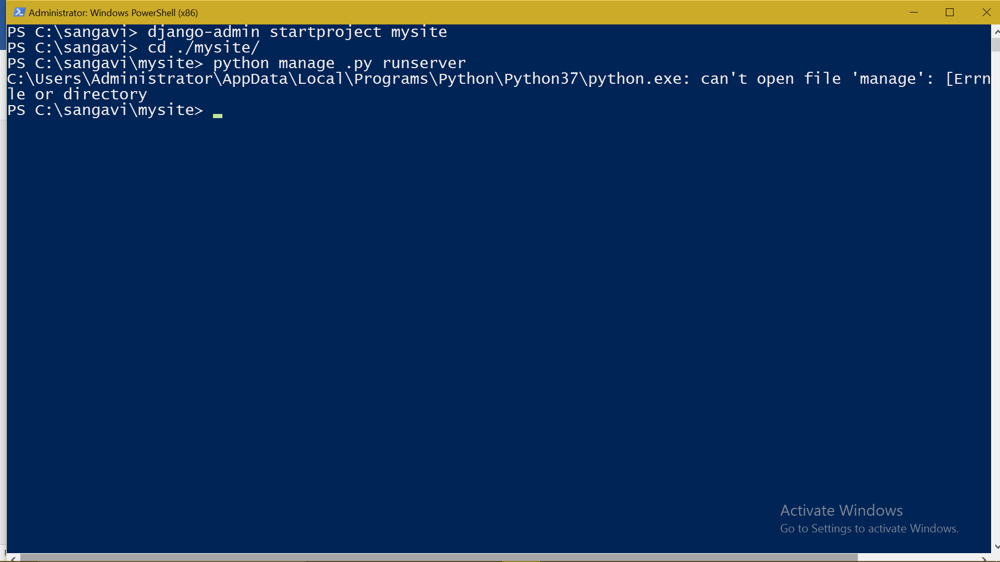 Administrator: Windows PowerShell (x86)
PS C:\sangavi> django-admin startproject mysite
PS C:\sangavi> cd ./mysite/
PS C:\sangavi\mysite> python manage .py runserver
C:\Users\Administrator\AppData\Local\Programs\Python\Python37\python.exe: can't open file 'manage': [Errn
le or directory
PS C:\sangavi\mysite>
Activate Windows
Go to Settings to activate Windows.